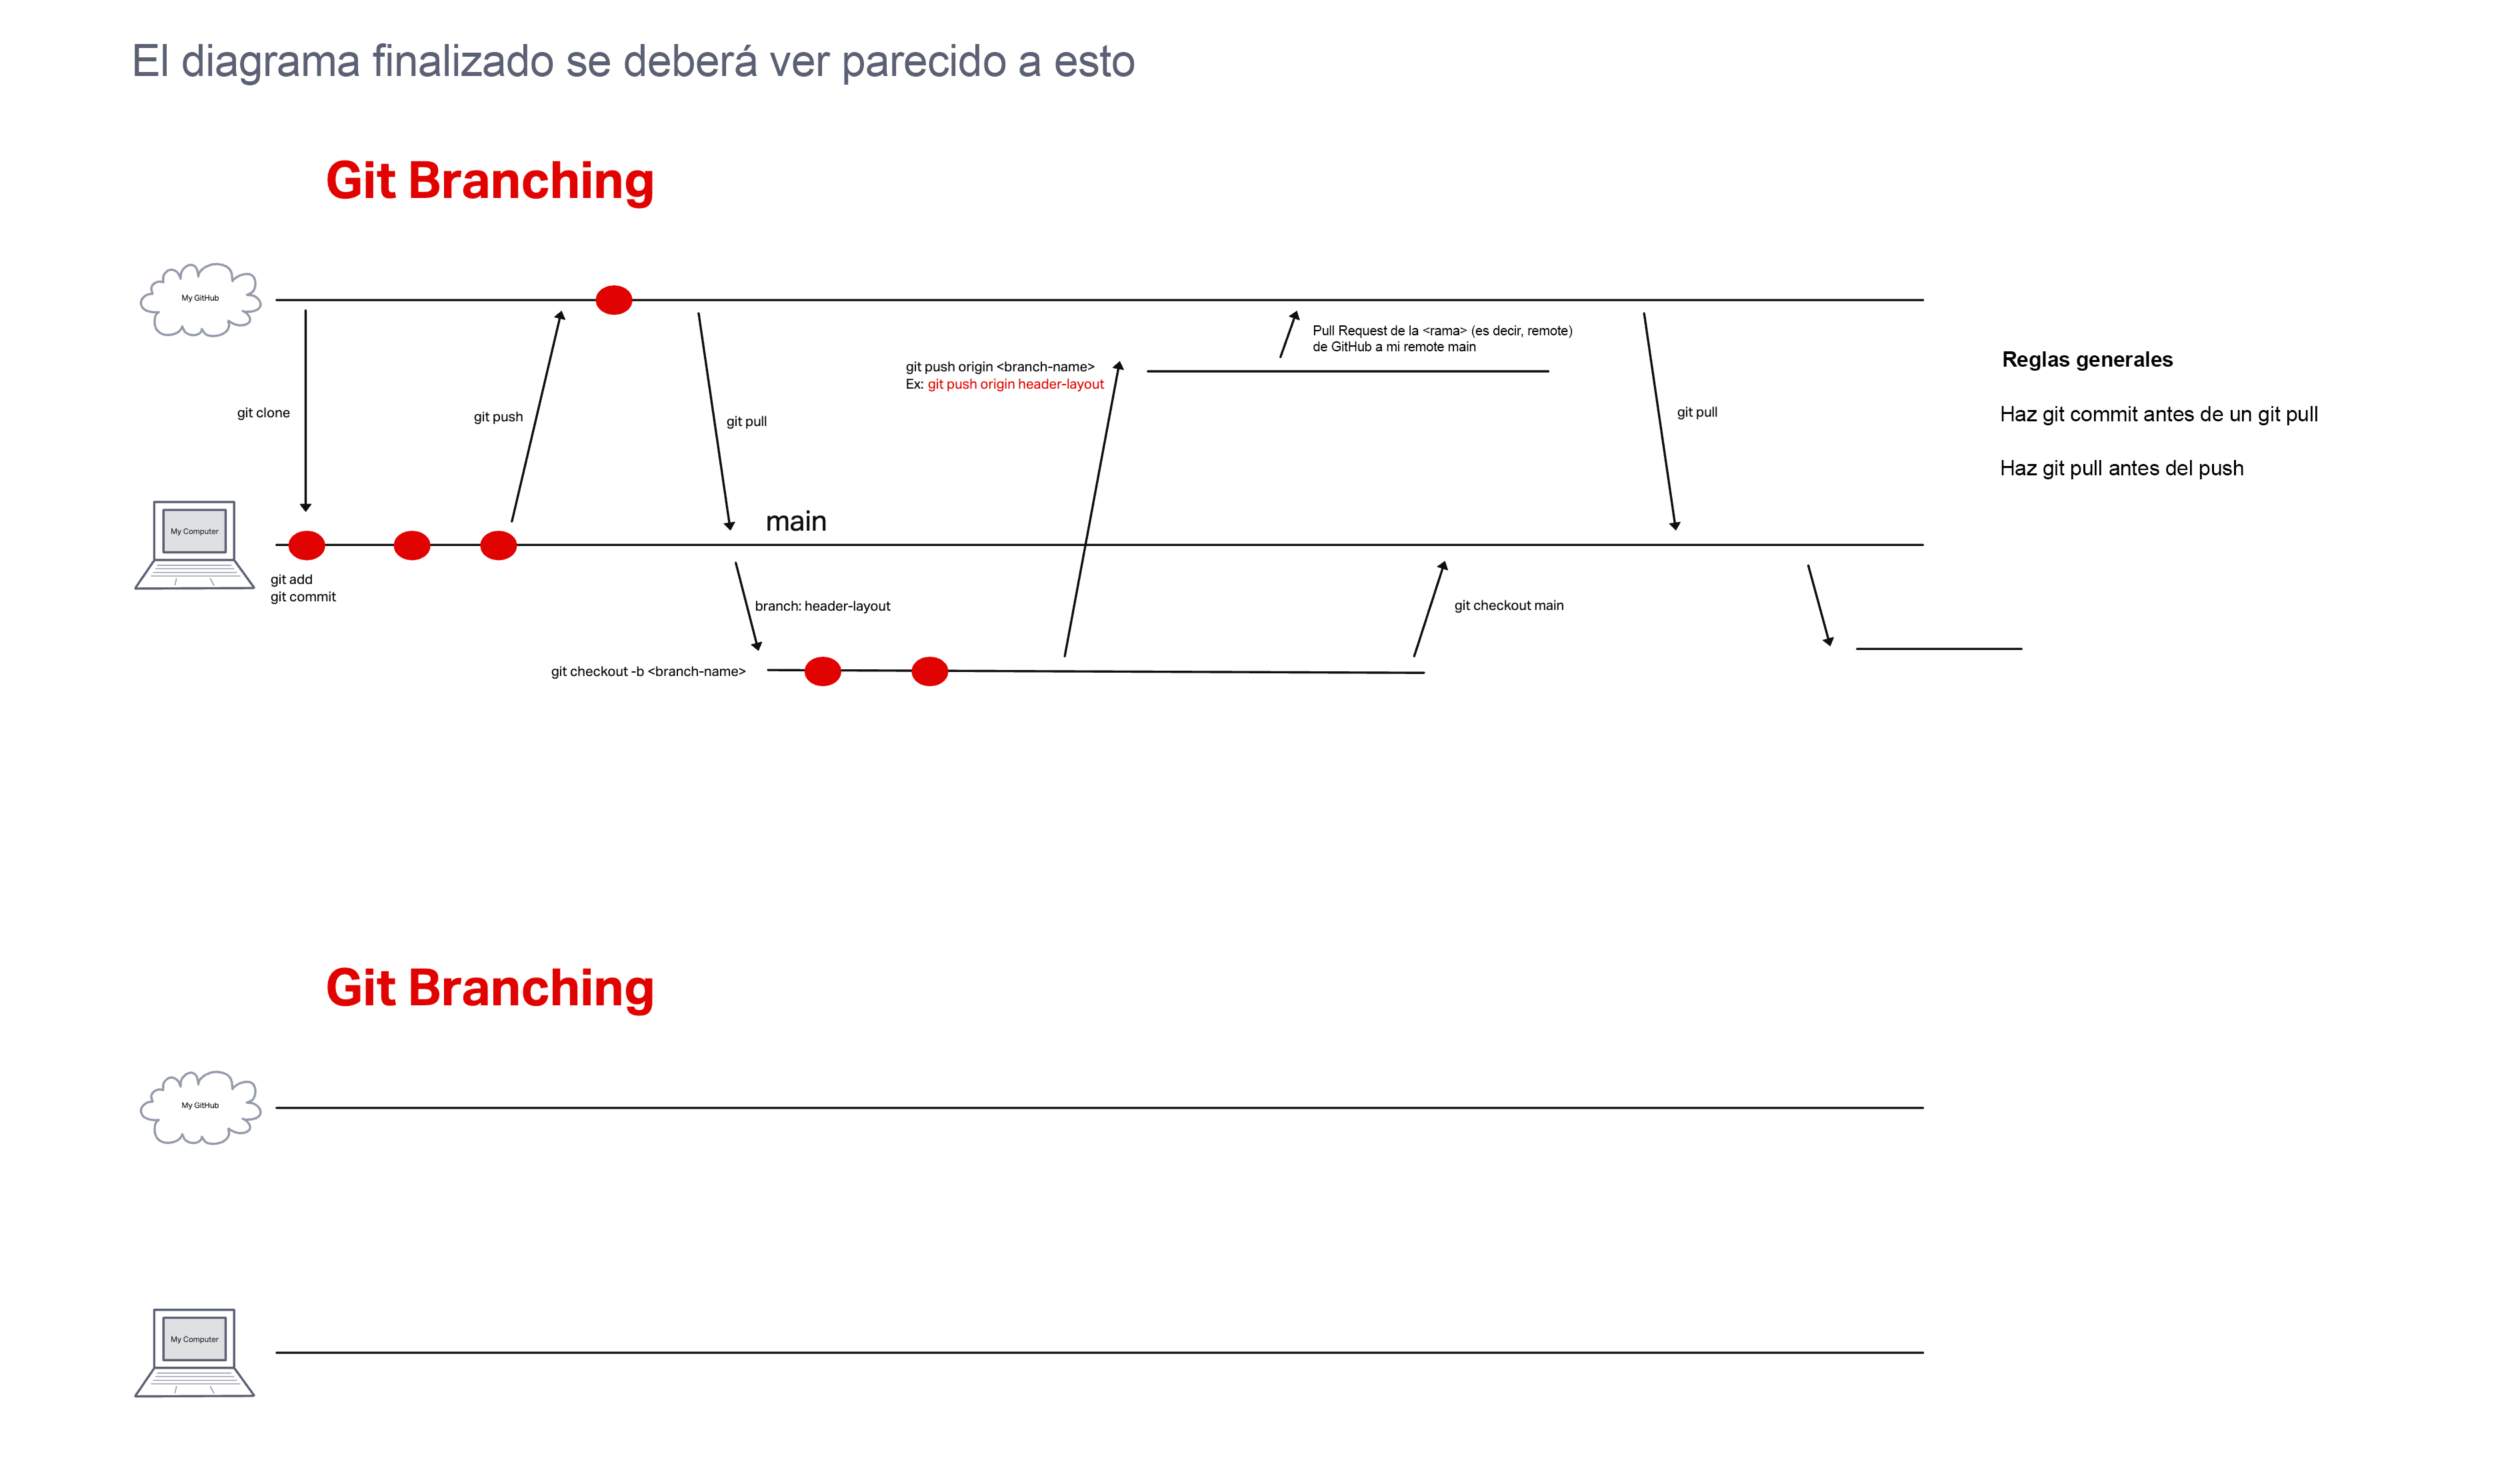 El diagrama finalizado se deberá ver parecido a esto
Git Branching
My GitHub
Pull Request de la <rama> (es decir, remote)
de GitHub a mi remote main
git push origin <branch-name>
Ex: git push origin header-layout
git clone
git push
git pull
git pull
Reglas generales
Haz git commit antes de un git pull
Haz git pull antes del push
My Computer
main
git add
git commit
branch: header-layout
git checkout main
git checkout -b <branch-name>
Git Branching
My GitHub
My Computer